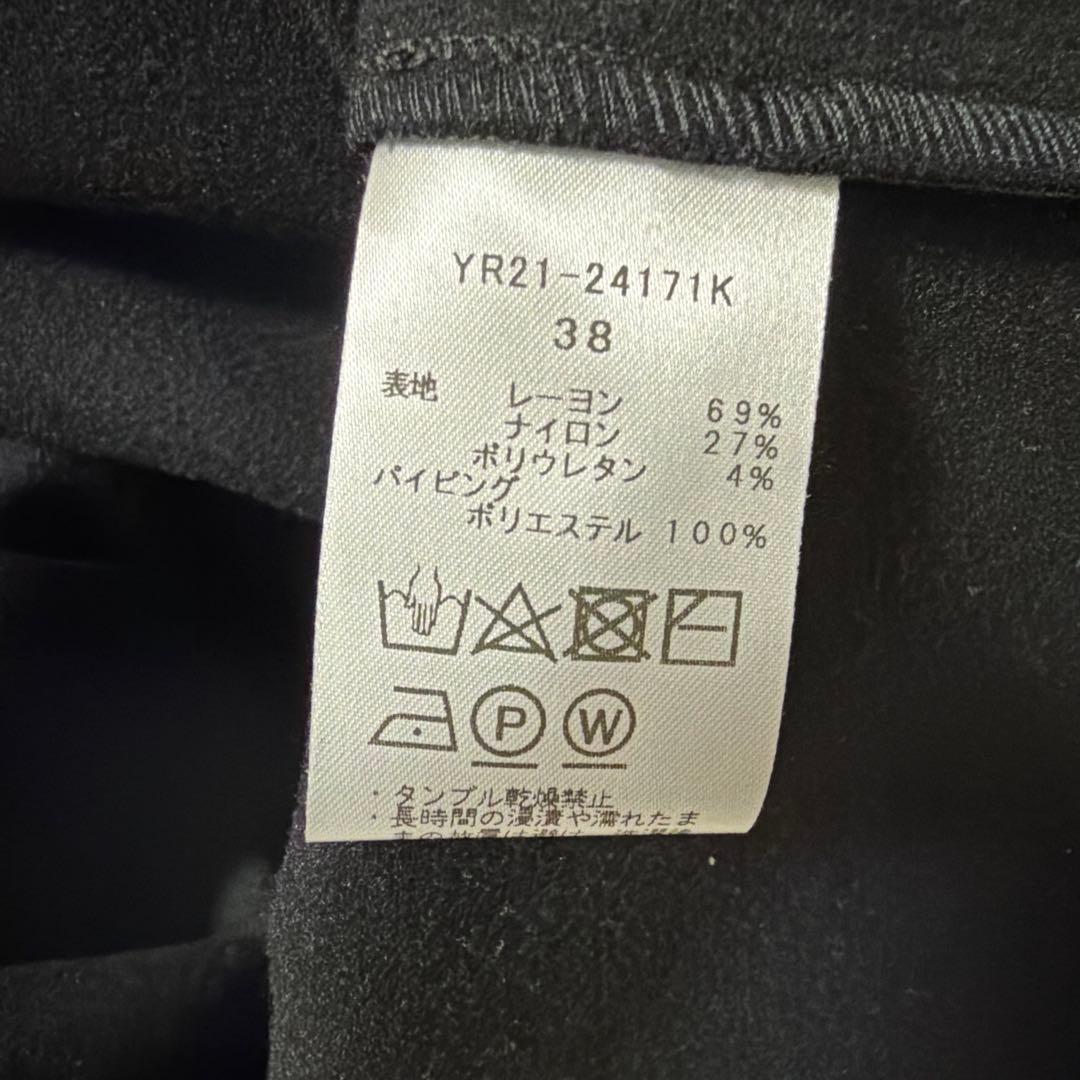 YR21-24171K
38
表地 レーヨン 69%
ナイロン 27%
ポリウレタン 4%
パイピング
ポリエステル 100%
P W
・タンブル乾燥禁止
・長時間の浸漬や濡れたま